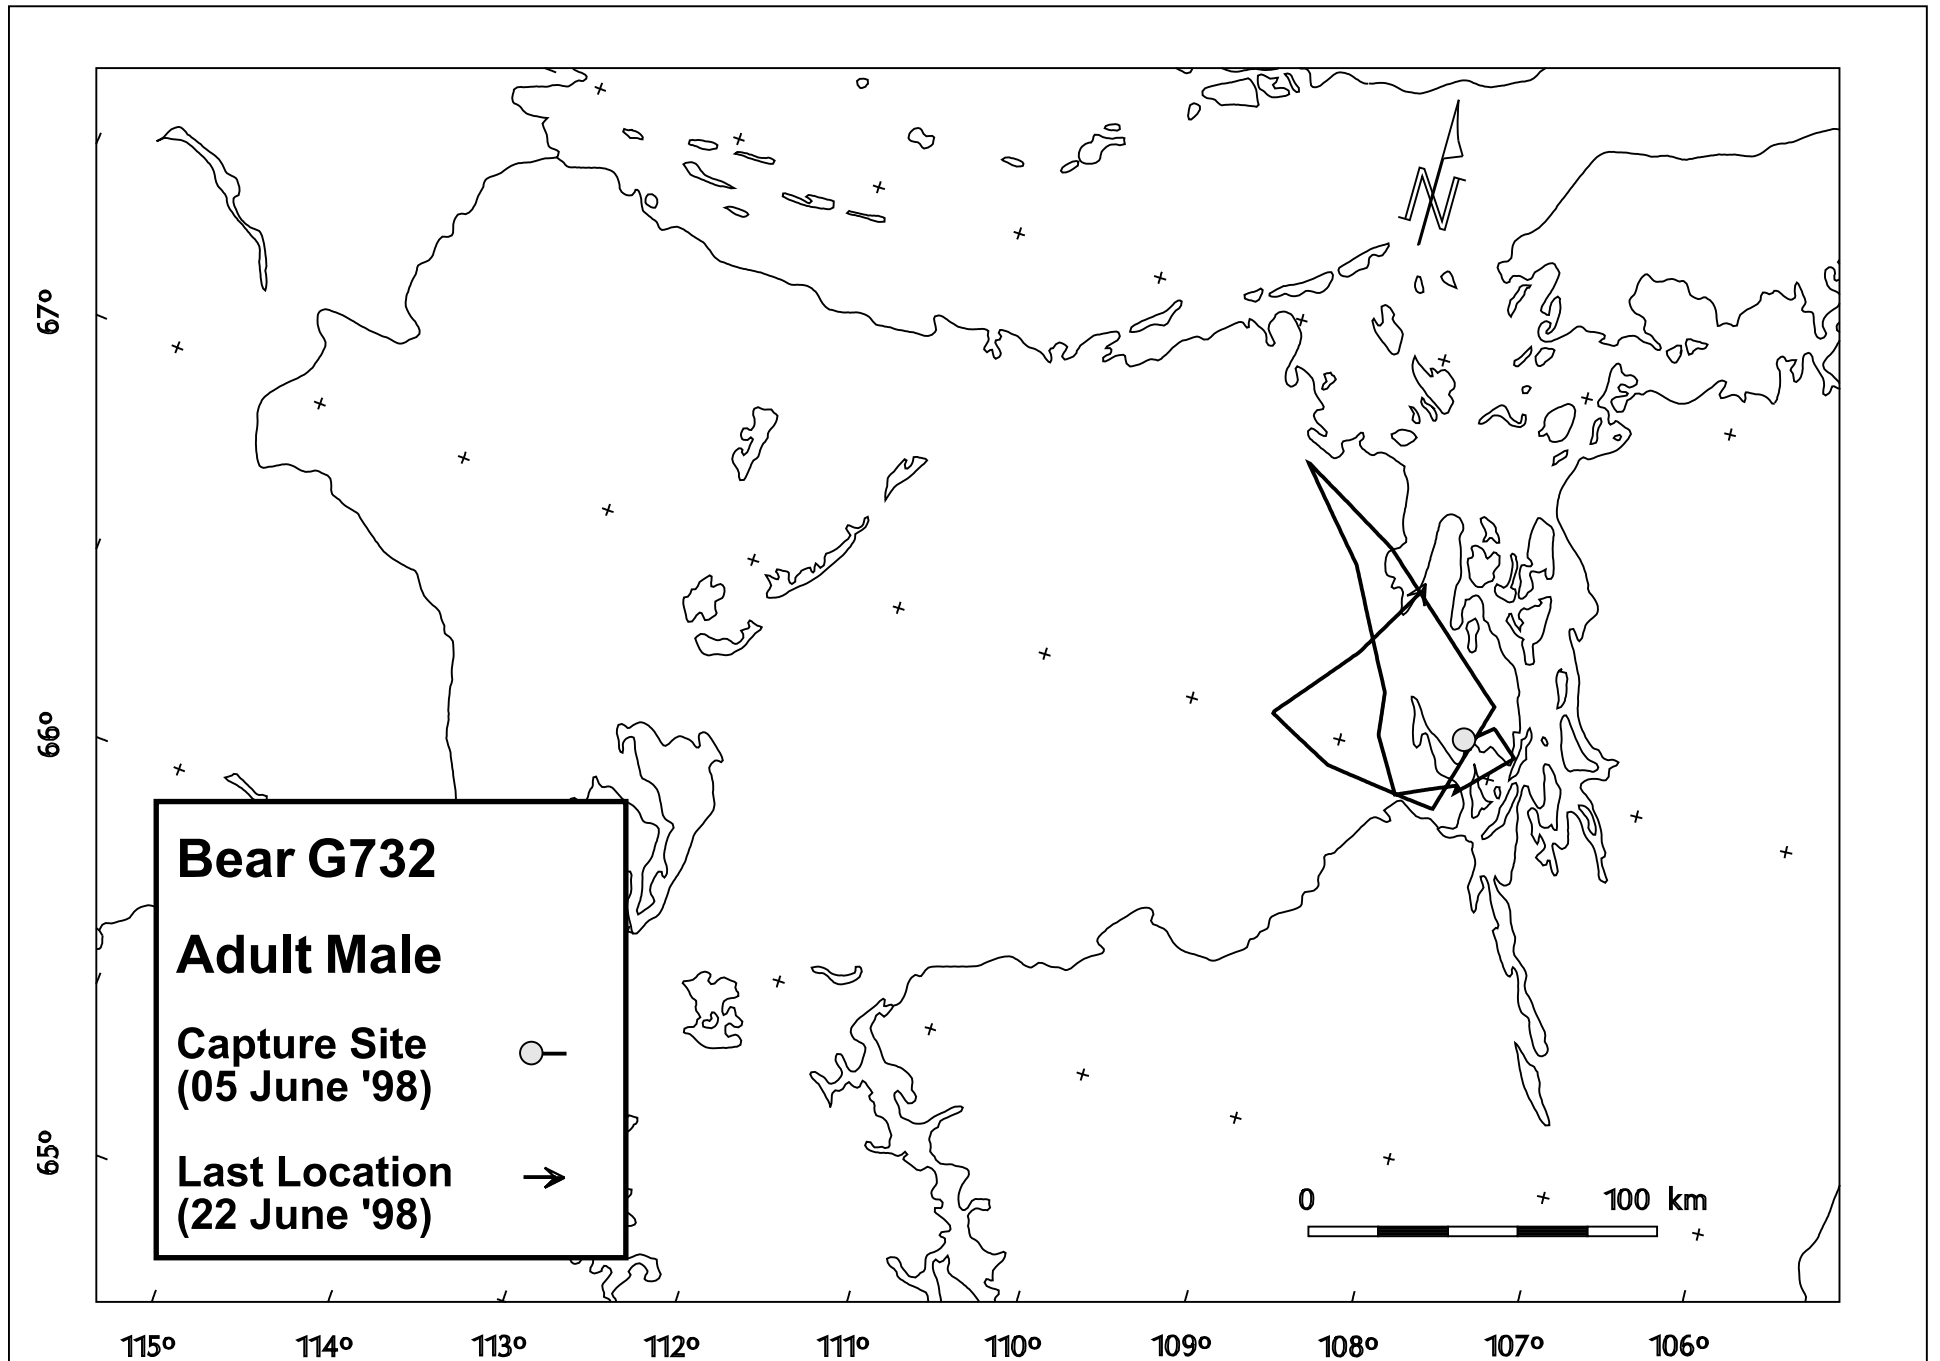 N
67º
66º
65º
Bear G732
Adult Male
Capture Site
(05 June '98)
Last Location
(22 June '98)
0 100 km
115º 114º 113º 112º 111º 110º 109º 108º 107º 106º